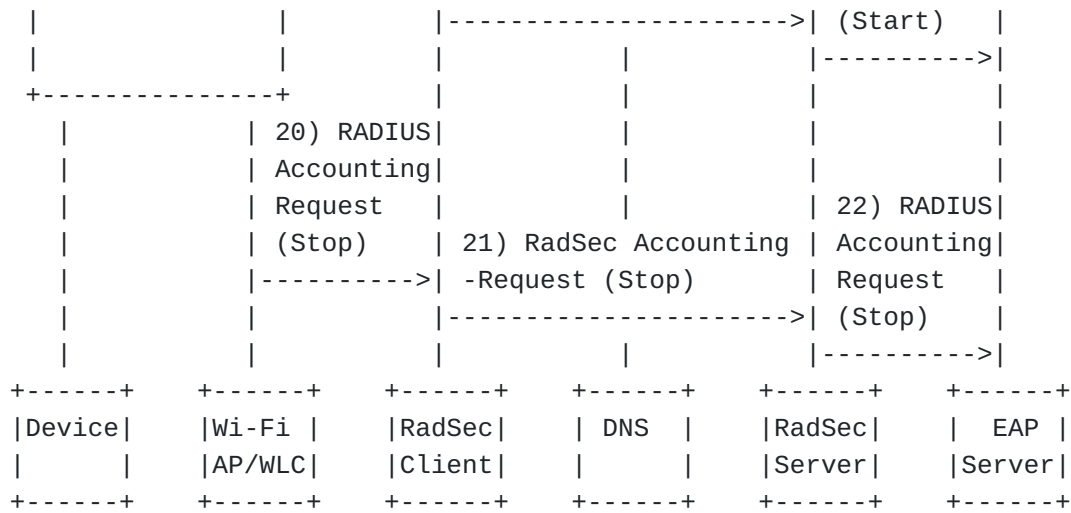 |               |         |---------------------->| (Start)   |
|               |         |           |           |---------->|
+---------------+         |           |           |           |
  |           | 20) RADIUS|           |           |           |
  |           | Accounting|           |           |           |
  |           | Request   |           |           | 22) RADIUS|
  |           | (Stop)    | 21) RadSec Accounting | Accounting|
  |           |---------->| -Request (Stop)       | Request   |
  |           |           |---------------------->| (Stop)    |
  |           |           |           |           |---------->|
+------+    +------+    +------+    +------+    +------+    +------+
|Device|    |Wi-Fi |    |RadSec|    | DNS  |    |RadSec|    |  EAP |
|      |    |AP/WLC|    |Client|    |      |    |Server|    |Server|
+------+    +------+    +------+    +------+    +------+    +------+